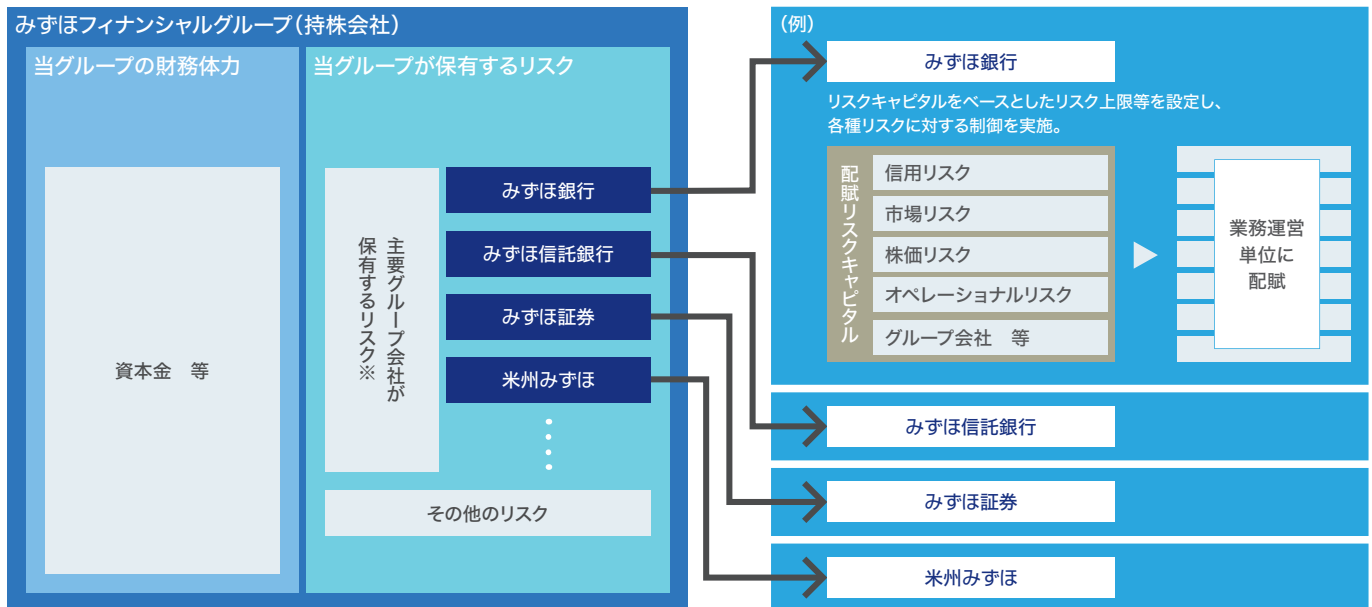 みずほフィナンシャルグループ（持株会社）
当グループの財務体力
資本金　等
当グループが保有するリスク
主要グループ会社が
保有するリスク※
みずほ銀行
みずほ信託銀行
みずほ証券
米州みずほ
その他のリスク
（例）
みずほ銀行
リスクキャピタルをベースとしたリスク上限等を設定し、
各種リスクに対する制御を実施。
配賦リスクキャピタル
信用リスク
市場リスク
株価リスク
オペレーショナルリスク
グループ会社　等
業務運営
単位に
配賦
みずほ信託銀行
みずほ証券
米州みずほ